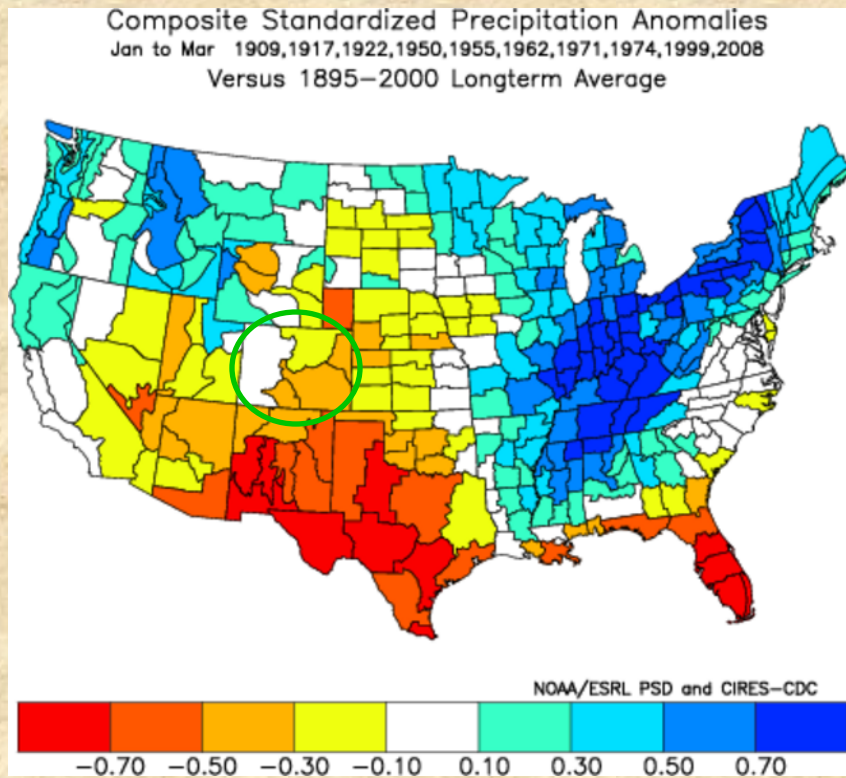 Composite Standardized Precipitation Anomalies
Jan to Mar 1909,1917,1922,1950,1955,1962,1971,1974,1999,2008
Versus 1895-2000 Longterm Average
NOAA/ESRL PSD and CIRES-CDC
-0.70 -0.50 -0.30 -0.10 0.10 0.30 0.50 0.70